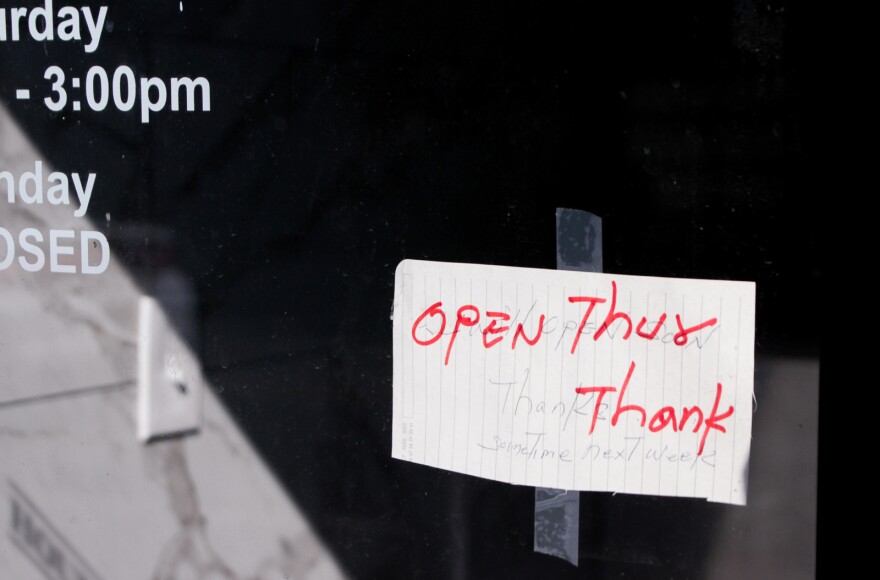 urday
- 3:00pm
nday
OSED
OPEN Thur
Thank
Thanks
sometime next week